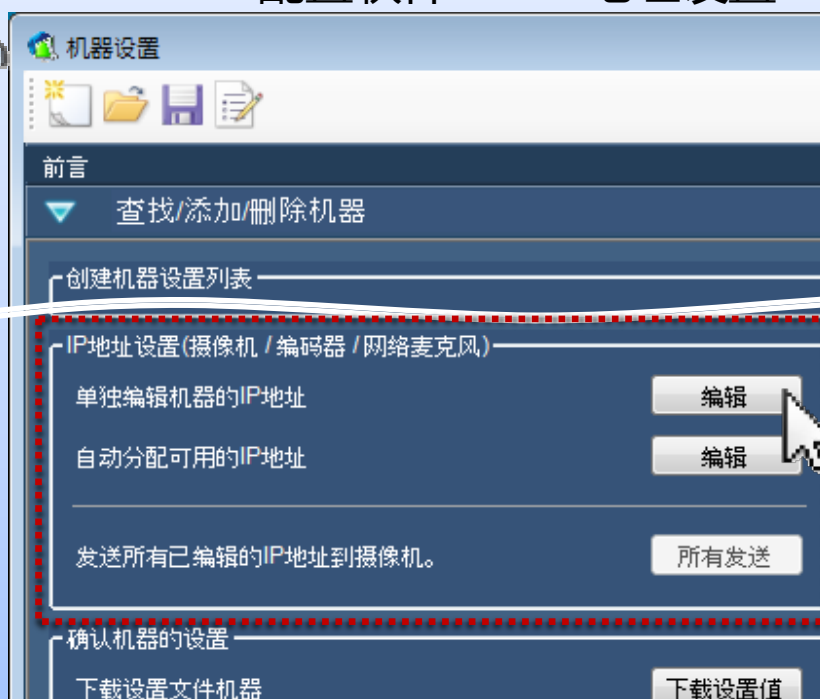 机器设置
前言
查找/添加/删除机器
创建机器设置列表
IP地址设置(摄像机 / 编码器 / 网络麦克风)
单独编辑机器的IP地址 编辑
自动分配可用的IP地址 编辑
发送所有已编辑的IP地址到摄像机。 所有发送
确认机器的设置
下载设置文件机器 下载设置值